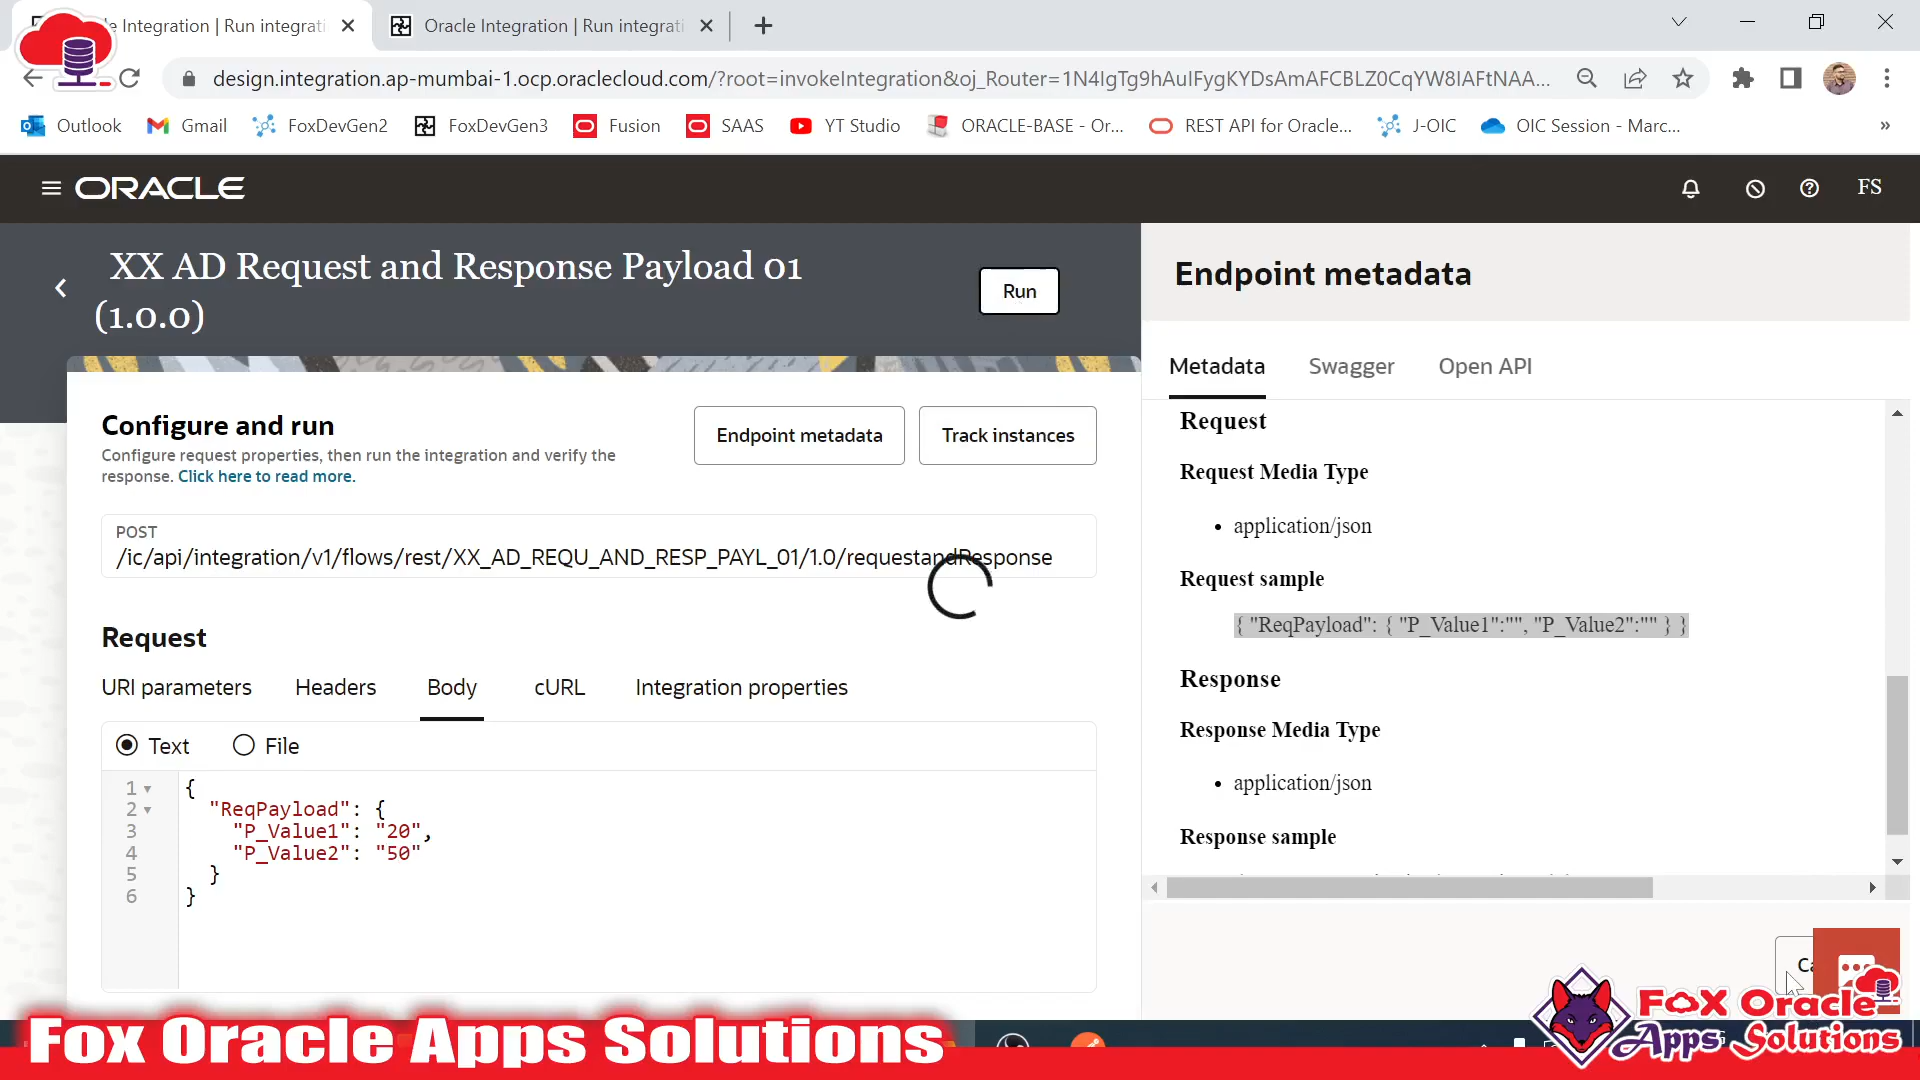 Integration | Run integrati
Oracle Integration | Run integrati
design.integration.ap-mumbai-1.ocp.oraclecloud.com/?root=invokeIntegration&oj_Router=1N4IgTg9hAuIFygKYDsAmAFCBLZ0CqYW8IAFtNAA...
Outlook
Gmail
FoxDevGen2
FoxDevGen3
Fusion
SAAS
YT Studio
ORACLE-BASE - Or...
REST API for Oracle...
J-OIC
OIC Session - Marc...
»
ORACLE
FS
XX AD Request and Response Payload 01
(1.0.0)
Run
Configure and run
Configure request properties, then run the integration and verify the
response. Click here to read more.
Endpoint metadata
Track instances
POST
/ic/api/integration/v1/flows/rest/XX_AD_REQU_AND_RESP_PAYL_01/1.0/requestandResponse
Request
URI parameters
Headers
Body
cURL
Integration properties
Text
File
1 {
2 "ReqPayload": {
3 "P_Value1": "20",
4 "P_Value2": "50"
5 }
6 }
Endpoint metadata
Metadata
Swagger
Open API
Request
Request Media Type
• application/json
Request sample
{ "ReqPayload": { "P_Value1":"", "P_Value2":"" } }
Response
Response Media Type
• application/json
Response sample
Fox Oracle Apps Solutions
Fox Oracle
Apps Solutions